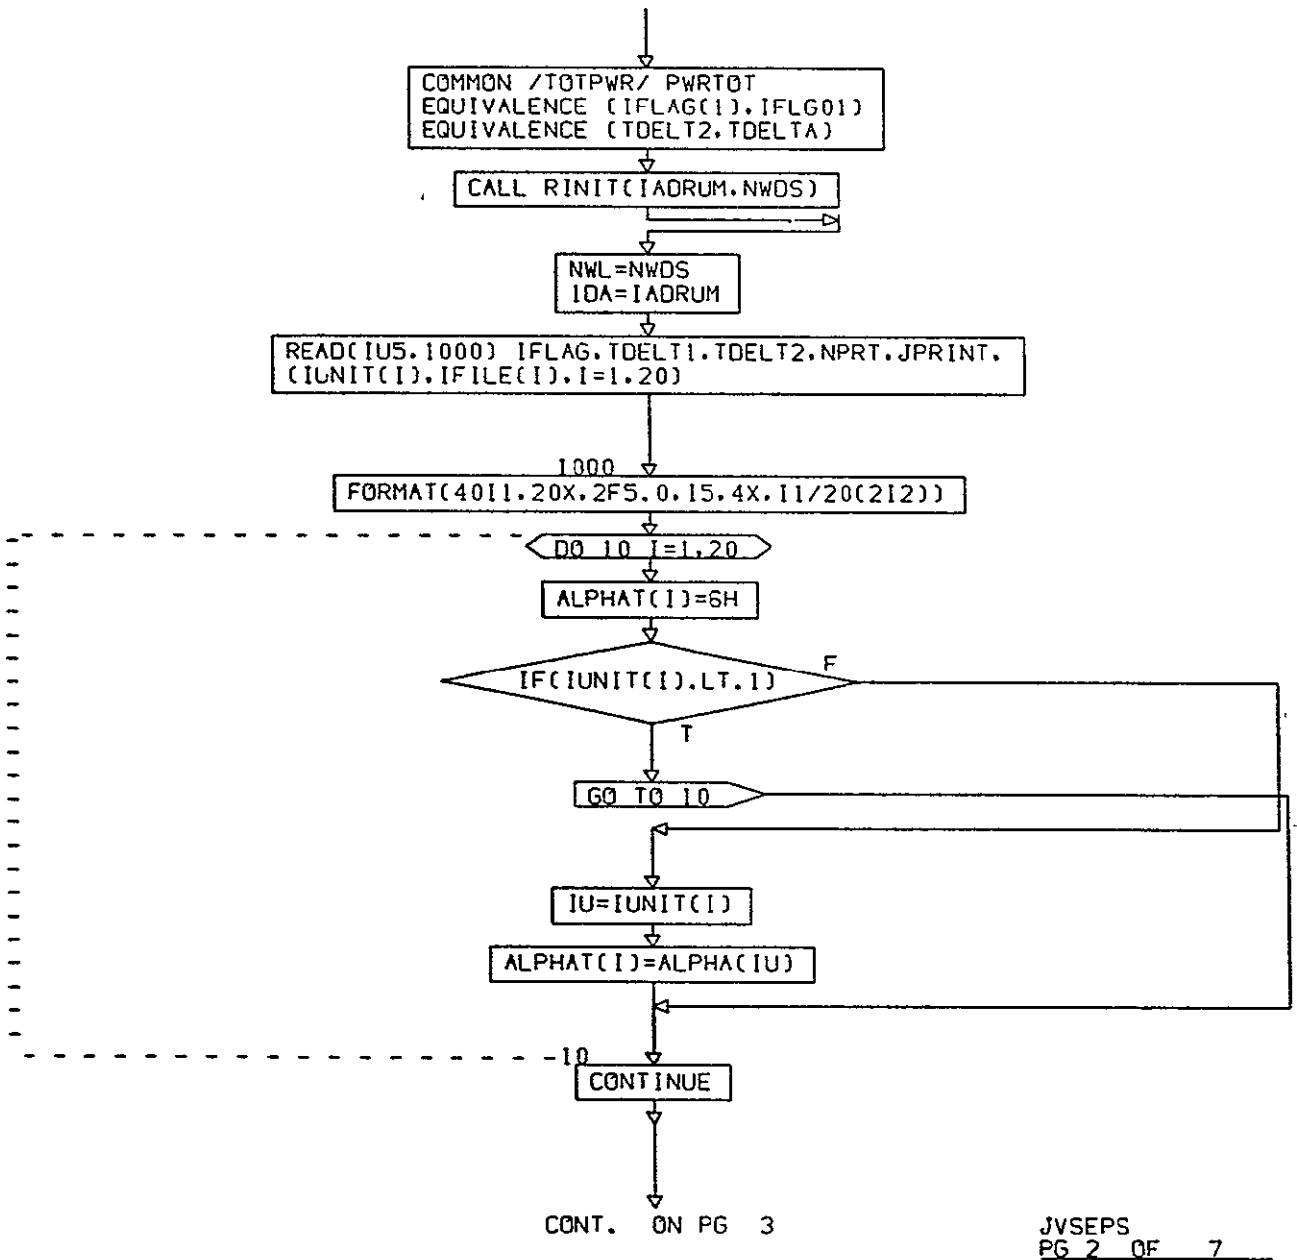 COMMON /TOTPWR/ PWRTOT
EQUIVALENCE (IFLAG(1),IFLG01)
EQUIVALENCE (TDELT2,TDELTA)
CALL RINIT(IADRUM,NWDS)
NWL=NWDS
IDA=IADRUM
READ(IU5,1000) IFLAG,TDELT1,TDELT2,NPRT,JPRINT,
(IUNIT(I),IFILE(I),I=1,20)
1000
FORMAT(40I1,20X,2F5.0,I5,4X,I1/20(2I2))
DO 10 I=1,20
ALPHAT(I)=6H
IF(IUNIT(I).LT.1)
F
T
GO TO 10
IU=IUNIT(I)
ALPHAT(I)=ALPHA(IU)
10
CONTINUE
CONT. ON PG 3
JVSEPS
PG 2 OF 7